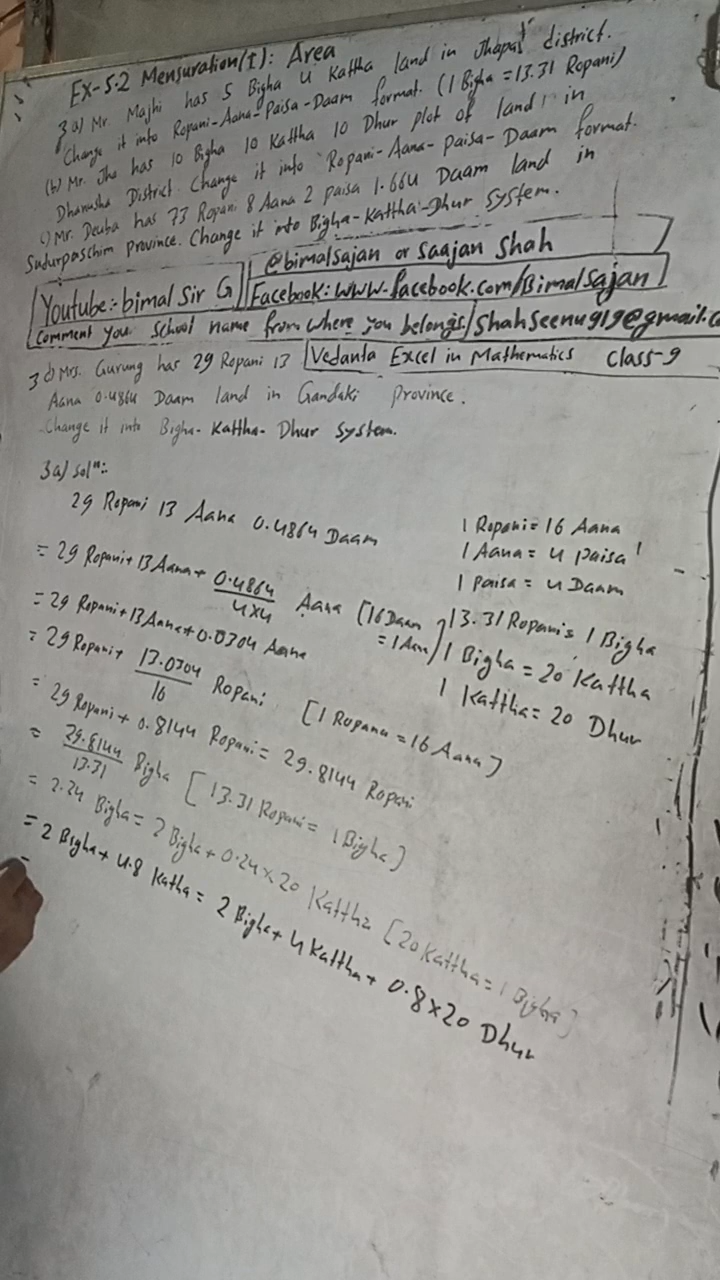 EX-5.2 Mensuration(I): Area
3 a) Mr. Majhi has 5 Bigha 4 Kattha land in Jhapa district.
Change it into Ropani-Aana-Paisa-Daam format. (1 Bigha = 13.31 Ropani)
(b) Mr. Jha has 10 Bigha 10 Kattha 10 Dhur plot of land in
Dhanusha District. Change it into Ropani-Aana-Paisa-Daam format.
c) Mr. Deuba has 73 Ropani 8 Aana 2 paisa 1.664 Daam land in
Sudurpaschim Province. Change it into Bigha-Kattha-Dhur system.
@bimalsajan or Saajan Shah
Youtube:- bimal Sir G
Facebook: www.facebook.com/Bimalsajan
Comment you school name from where you belongs/Shahseenu919@gmail.c
3 d) Mrs. Gurung has 29 Ropani 13
Vedanta Excel in Mathematics Class-9
Aana 0.4864 Daam land in Gandaki Province.
Change it into Bigha-Kattha-Dhur System.
3a) solⁿ:
29 Ropani 13 Aana 0.4864 Daam
1 Ropani = 16 Aana
1 Aana = 4 paisa
1 paisa = 4 Daam
= 29 Ropani + 13 Aana + 0.4864/4×4 Aana [16 Daam = 1 Aana]
13.31 Ropani = 1 Bigha
1 Bigha = 20 Kattha
1 Kattha = 20 Dhur
= 29 Ropani + 13 Aana + 0.0304 Aana
= 29 Ropani + 13.0304/16 Ropani [1 Ropana = 16 Aana]
= 29 Ropani + 0.8144 Ropani = 29.8144 Ropani
= 29.8144/13.31 Bigha [13.31 Ropani = 1 Bigha]
= 2.24 Bigha = 2 Bigha + 0.24×20 Kattha [20 Kattha = 1 Bigha]
= 2 Bigha + 4.8 Katha = 2 Bigha + 4 Kattha + 0.8×20 Dhur
=